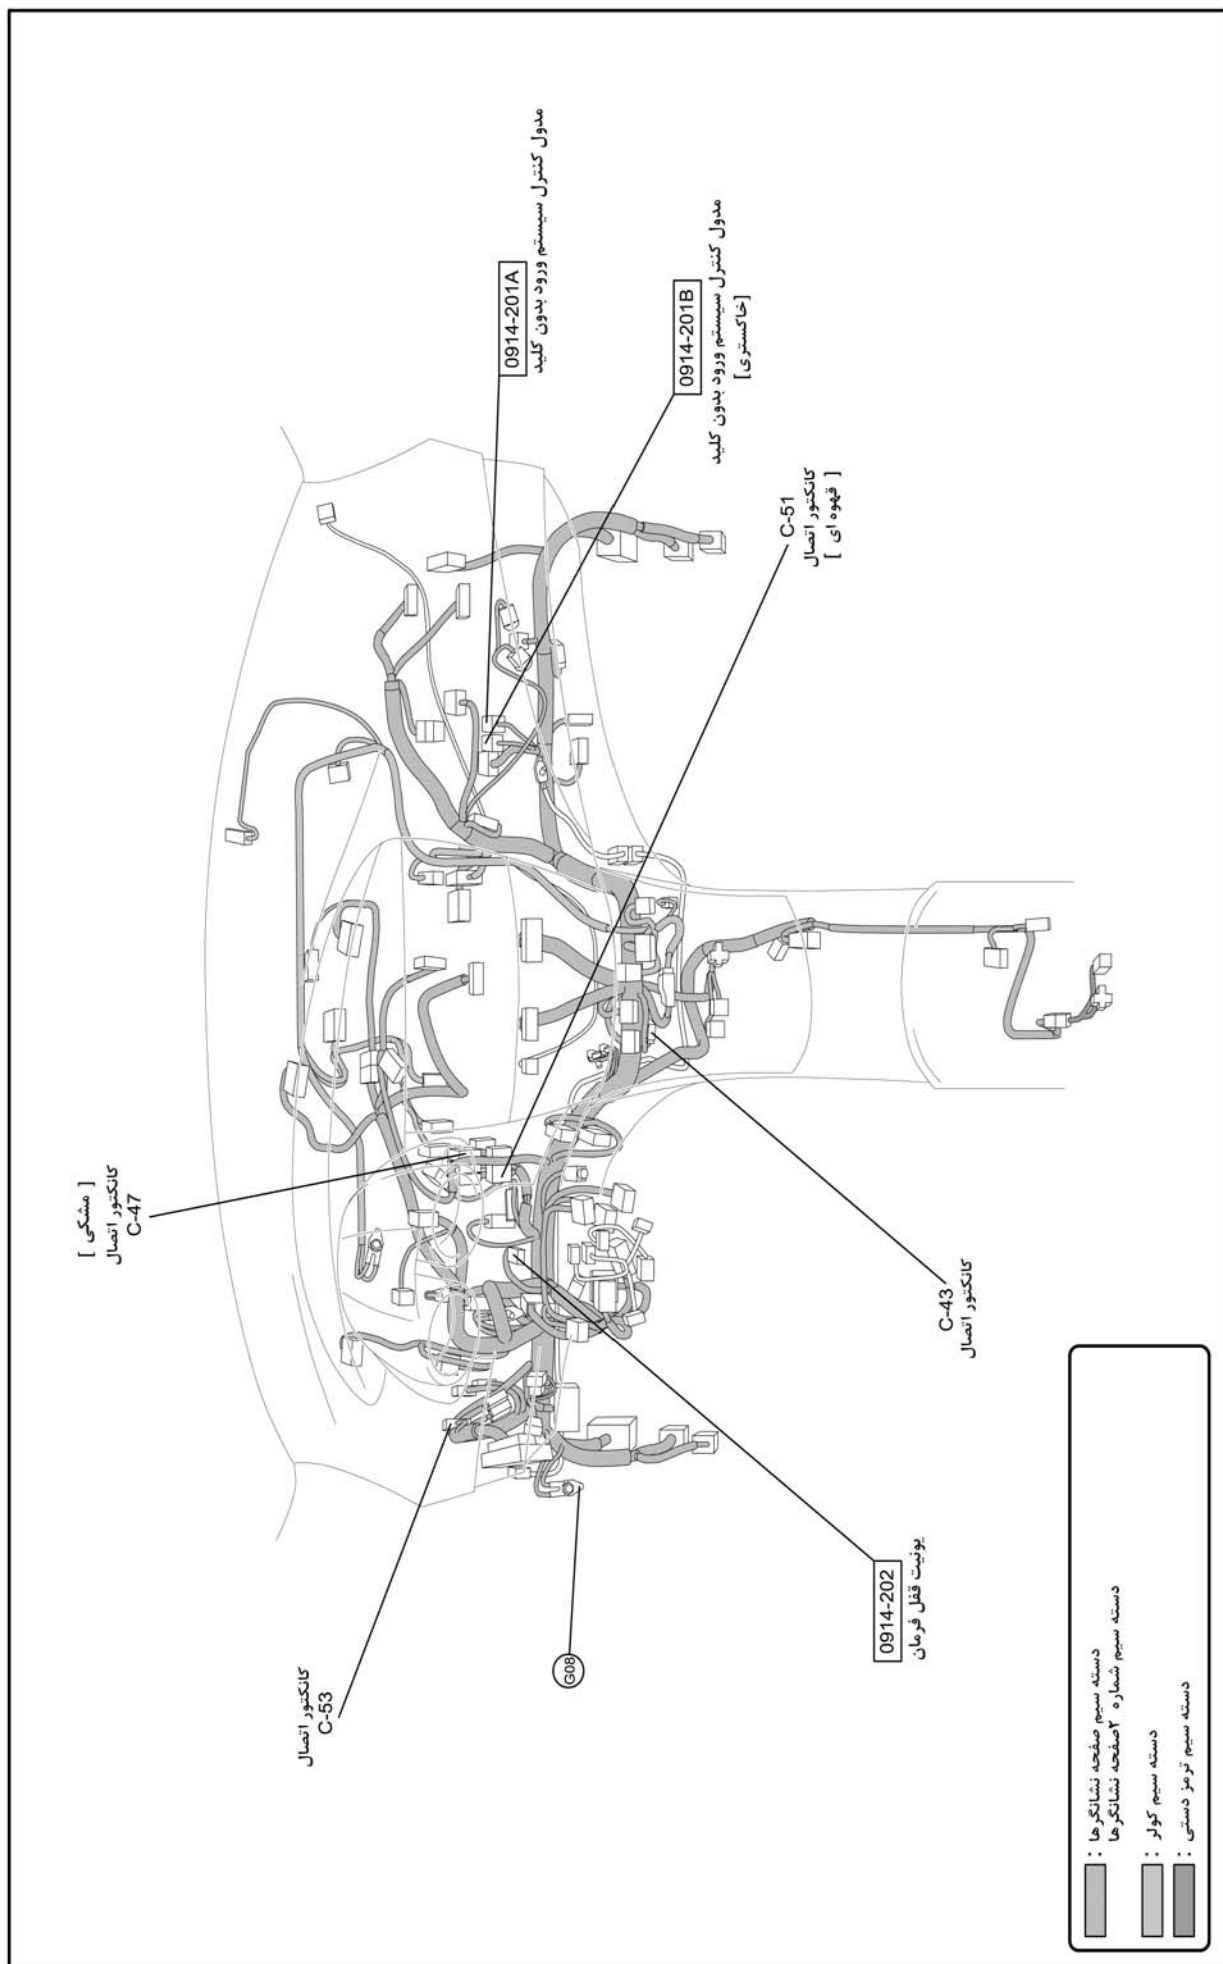 [ مشکی ]
کانکتور اتصال
C-47
کانکتور اتصال
C-53
G08
0914-201A
مدول کنترل سیستم ورود بدون کلید
0914-201B
مدول کنترل سیستم ورود بدون کلید
[خاکستری]
C-51
کانکتور اتصال
[ قهوه ای ]
C-43
کانکتور اتصال
0914-202
یونیت قفل فرمان
دسته سیم صفحه نشانگرها :
دسته سیم شماره ۲صفحه نشانگرها
دسته سیم کولر :
دسته سیم ترمز دستی :